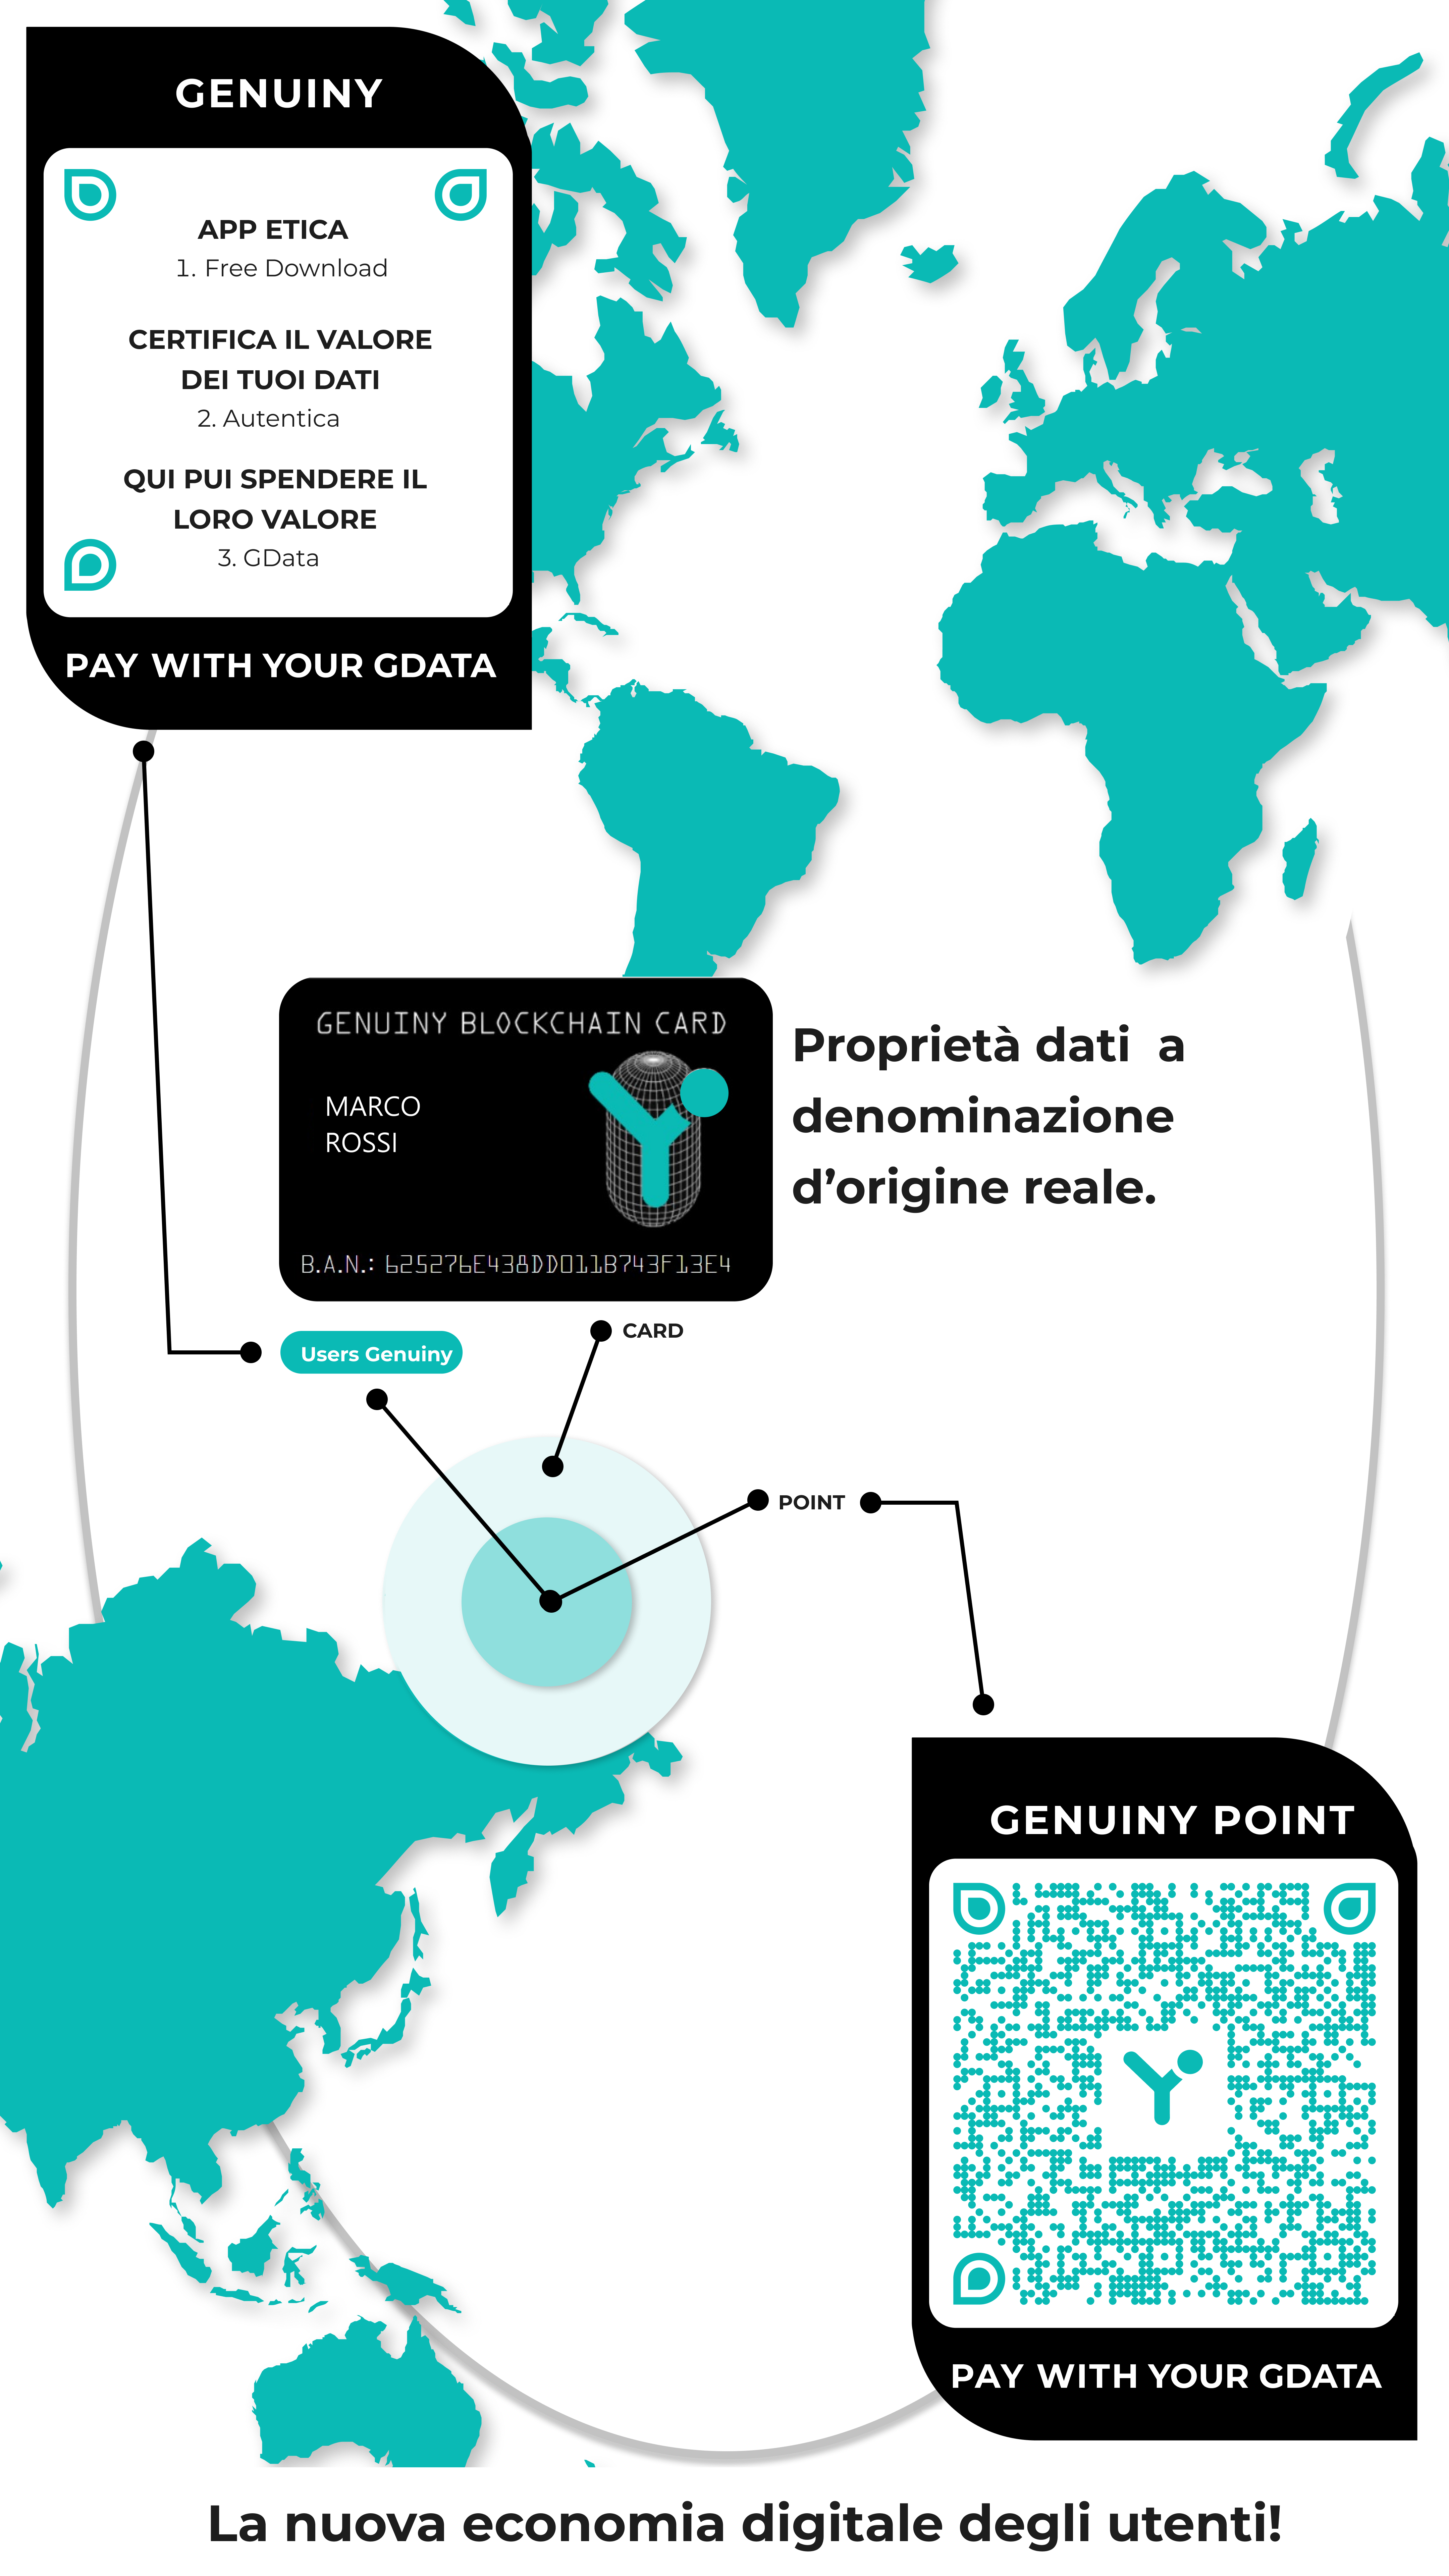 GENUINY
APP ETICA
1. Free Download
CERTIFICA IL VALORE
DEI TUOI DATI
2. Autentica
QUI PUI SPENDERE IL
LORO VALORE
3. GData
PAY WITH YOUR GDATA
GENUINY BLOCKCHAIN CARD
MARCO
ROSSI
B.A.N.: 625276E438DD011B743F13E4
Proprietà dati  a
denominazione
d’origine reale.
CARD
Users Genuiny
POINT
GENUINY POINT
PAY WITH YOUR GDATA
La nuova economia digitale degli utenti!